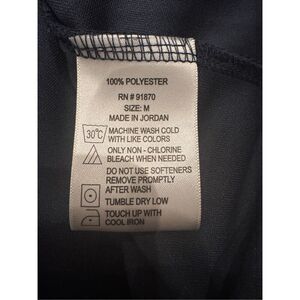 100% POLYESTER
RN # 91870
SIZE: M
MADE IN JORDAN
30°C MACHINE WASH COLD
WITH LIKE COLORS
ONLY NON - CHLORINE
BLEACH WHEN NEEDED
DO NOT USE SOFTENERS
REMOVE PROMPTLY
AFTER WASH
TUMBLE DRY LOW
TOUCH UP WITH
COOL IRON